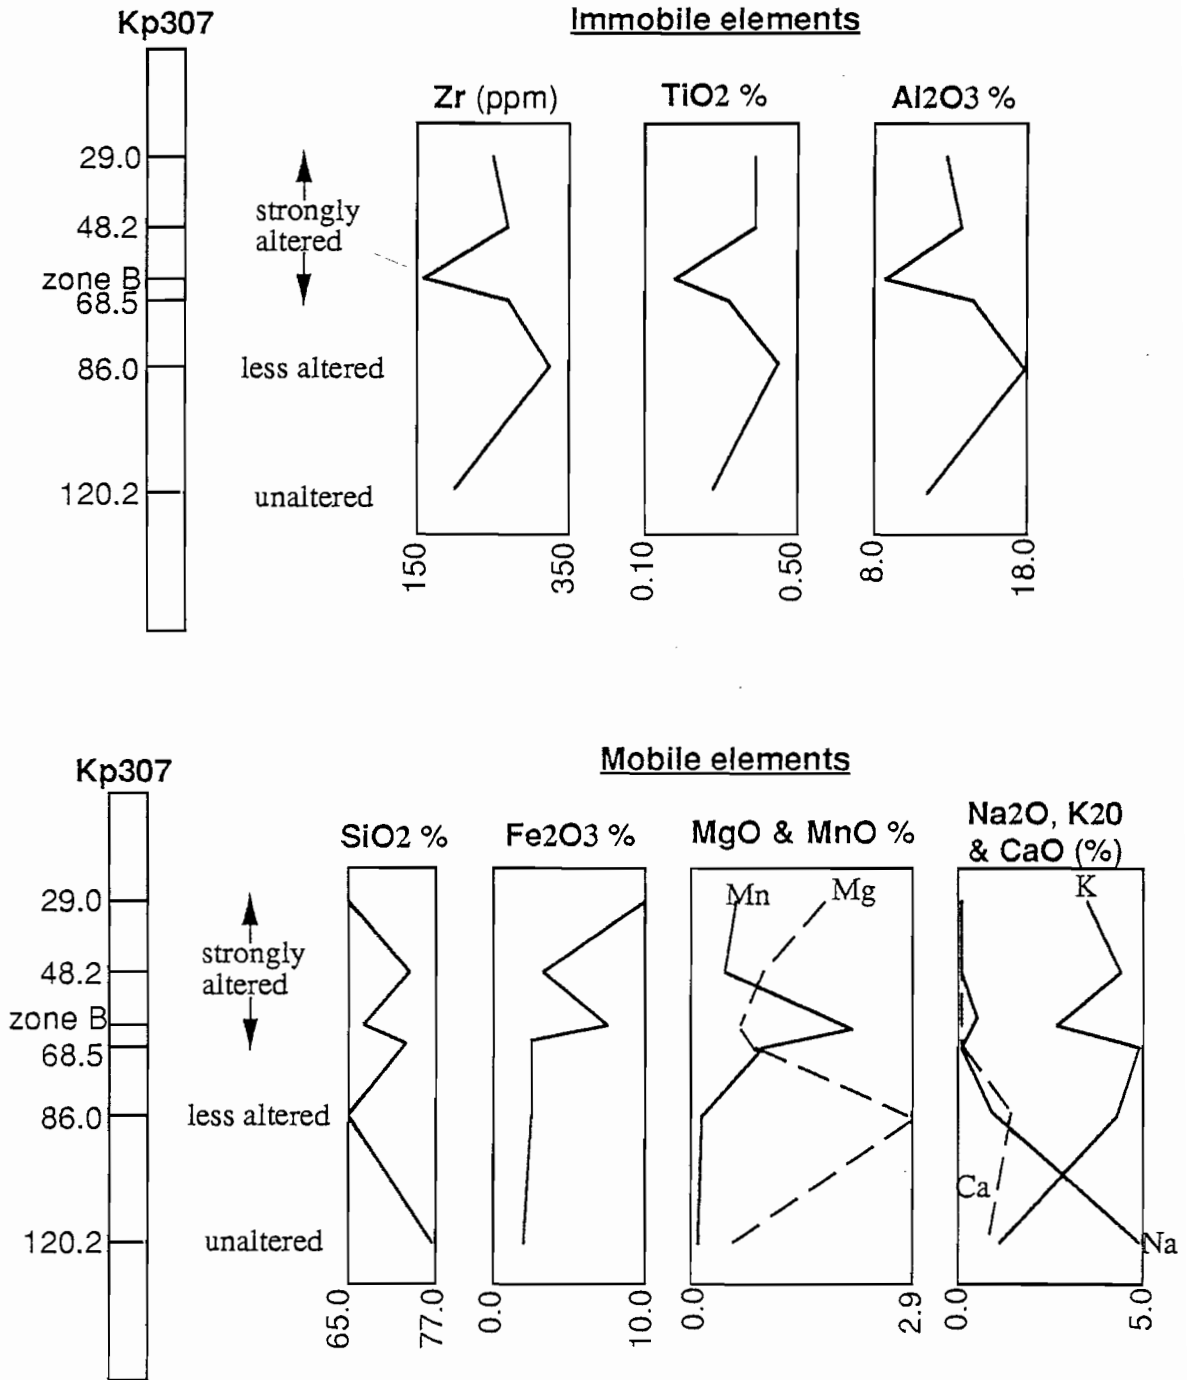 Kp307
Immobile elements
Zr (ppm)
TiO2 %
Al2O3 %
29.0
48.2
zone B
68.5
86.0
120.2
strongly
altered
less altered
unaltered
150
350
0.10
0.50
8.0
18.0
Kp307
Mobile elements
SiO2 %
Fe2O3 %
MgO & MnO %
Na2O, K20
& CaO (%)
29.0
48.2
zone B
68.5
86.0
120.2
strongly
altered
less altered
unaltered
Mn
Mg
K
Ca
Na
65.0
77.0
0.0
10.0
0.0
2.9
0.0
5.0